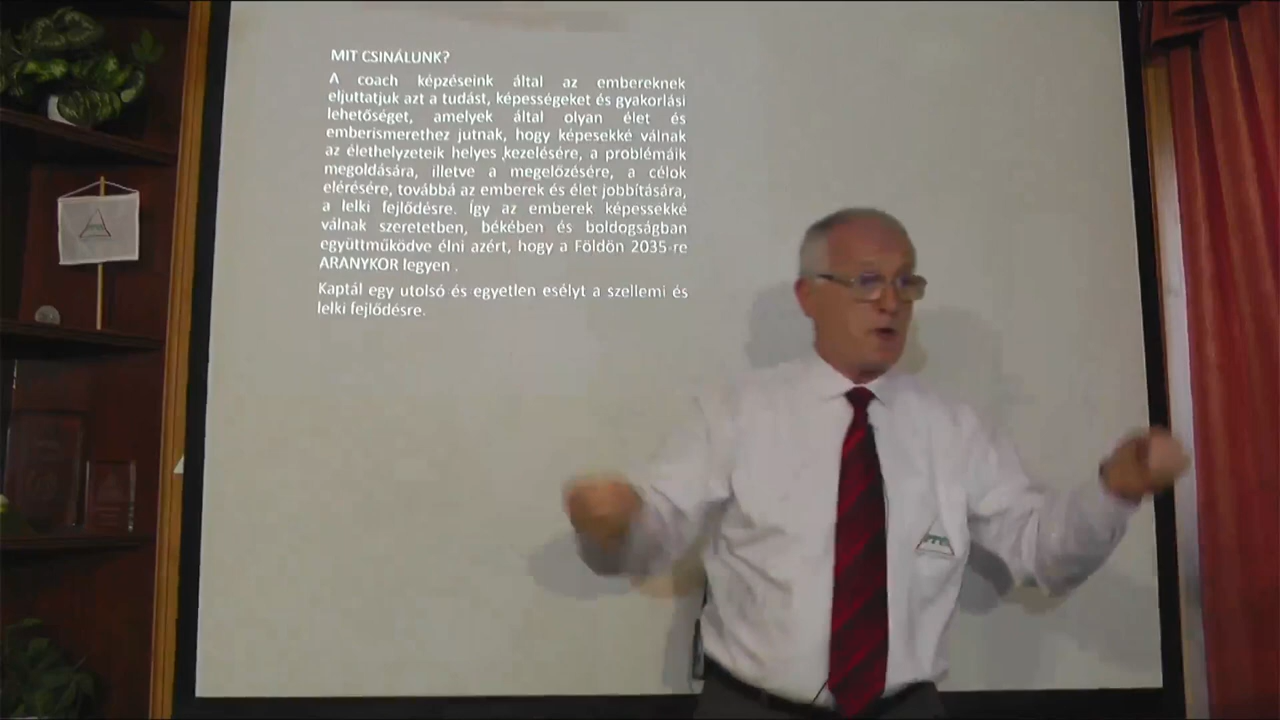 MIT CSINÁLUNK?
A coach képzéseink által az embereknek
eljuttatjuk azt a tudást, képességeket és gyakorlási
lehetőséget, amelyek által olyan élet és
emberismerethez jutnak, hogy képesekké válnak
az élethelyzeteik helyes kezelésére, a problémáik
megoldására, illetve a megelőzésére, a célok
elérésére, továbbá az emberek és élet jobbítására,
a lelki fejlődésre. Így az emberek képessekké
válnak szeretetben, békében és boldogságban
együttműködve élni azért, hogy a Földön 2035-re
ARANYKOR legyen .
Kaptál egy utolsó és egyetlen esélyt a szellemi és
lelki fejlődésre.